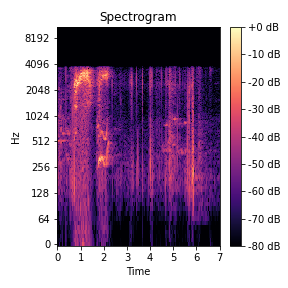 Spectrogram
+0 dB
8192
-10 dB
4096
-20 dB
2048
-30 dB
1024
-40 dB
Hz
512
-50 dB
256
128
-60 dB
64
-70 dB
0
-80 dB
0 1 2 3 4 5 6 7
Time